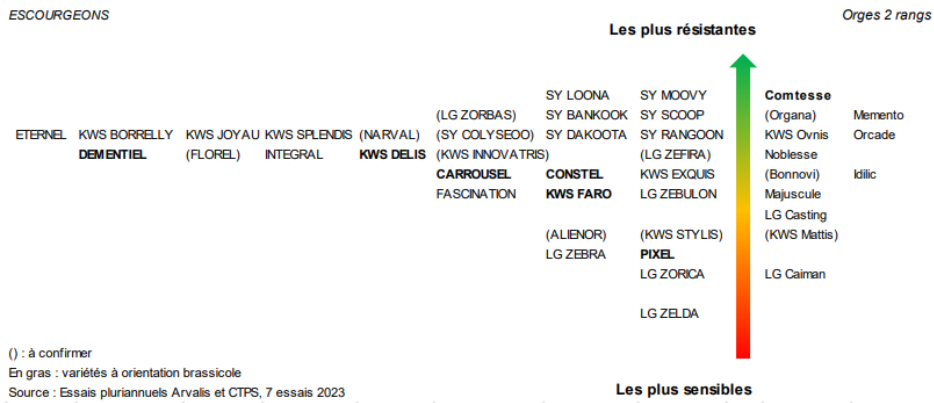 ESCOURGEONS Orges 2 rangs
Les plus résistantes
SY LOONA SY MOOVY Comtesse
(LG ZORBAS) SY BANKOOK SY SCOOP (Organa) Memento
ETERNEL KWS BORRELLY KWS JOYAU KWS SPLENDIS (NARVAL) (SY COLYSEOO) SY DAKOOTA SY RANGOON KWS Ovnis Orcade
DEMENTIEL (FLOREL) INTEGRAL KWS DELIS (KWS INNOVATRIS) (LG ZEFIRA) Noblesse
CARROUSEL CONSTEL KWS EXQUIS (Bonnovi) Idilic
FASCINATION KWS FARO LG ZEBULON Majuscule
LG Casting
(ALIENOR) (KWS STYLIS) (KWS Mattis)
LG ZEBRA PIXEL
LG ZORICA LG Caiman
LG ZELDA
() : à confirmer
En gras : variétés à orientation brassicole
Source : Essais pluriannuels Arvalis et CTPS, 7 essais 2023
Les plus sensibles